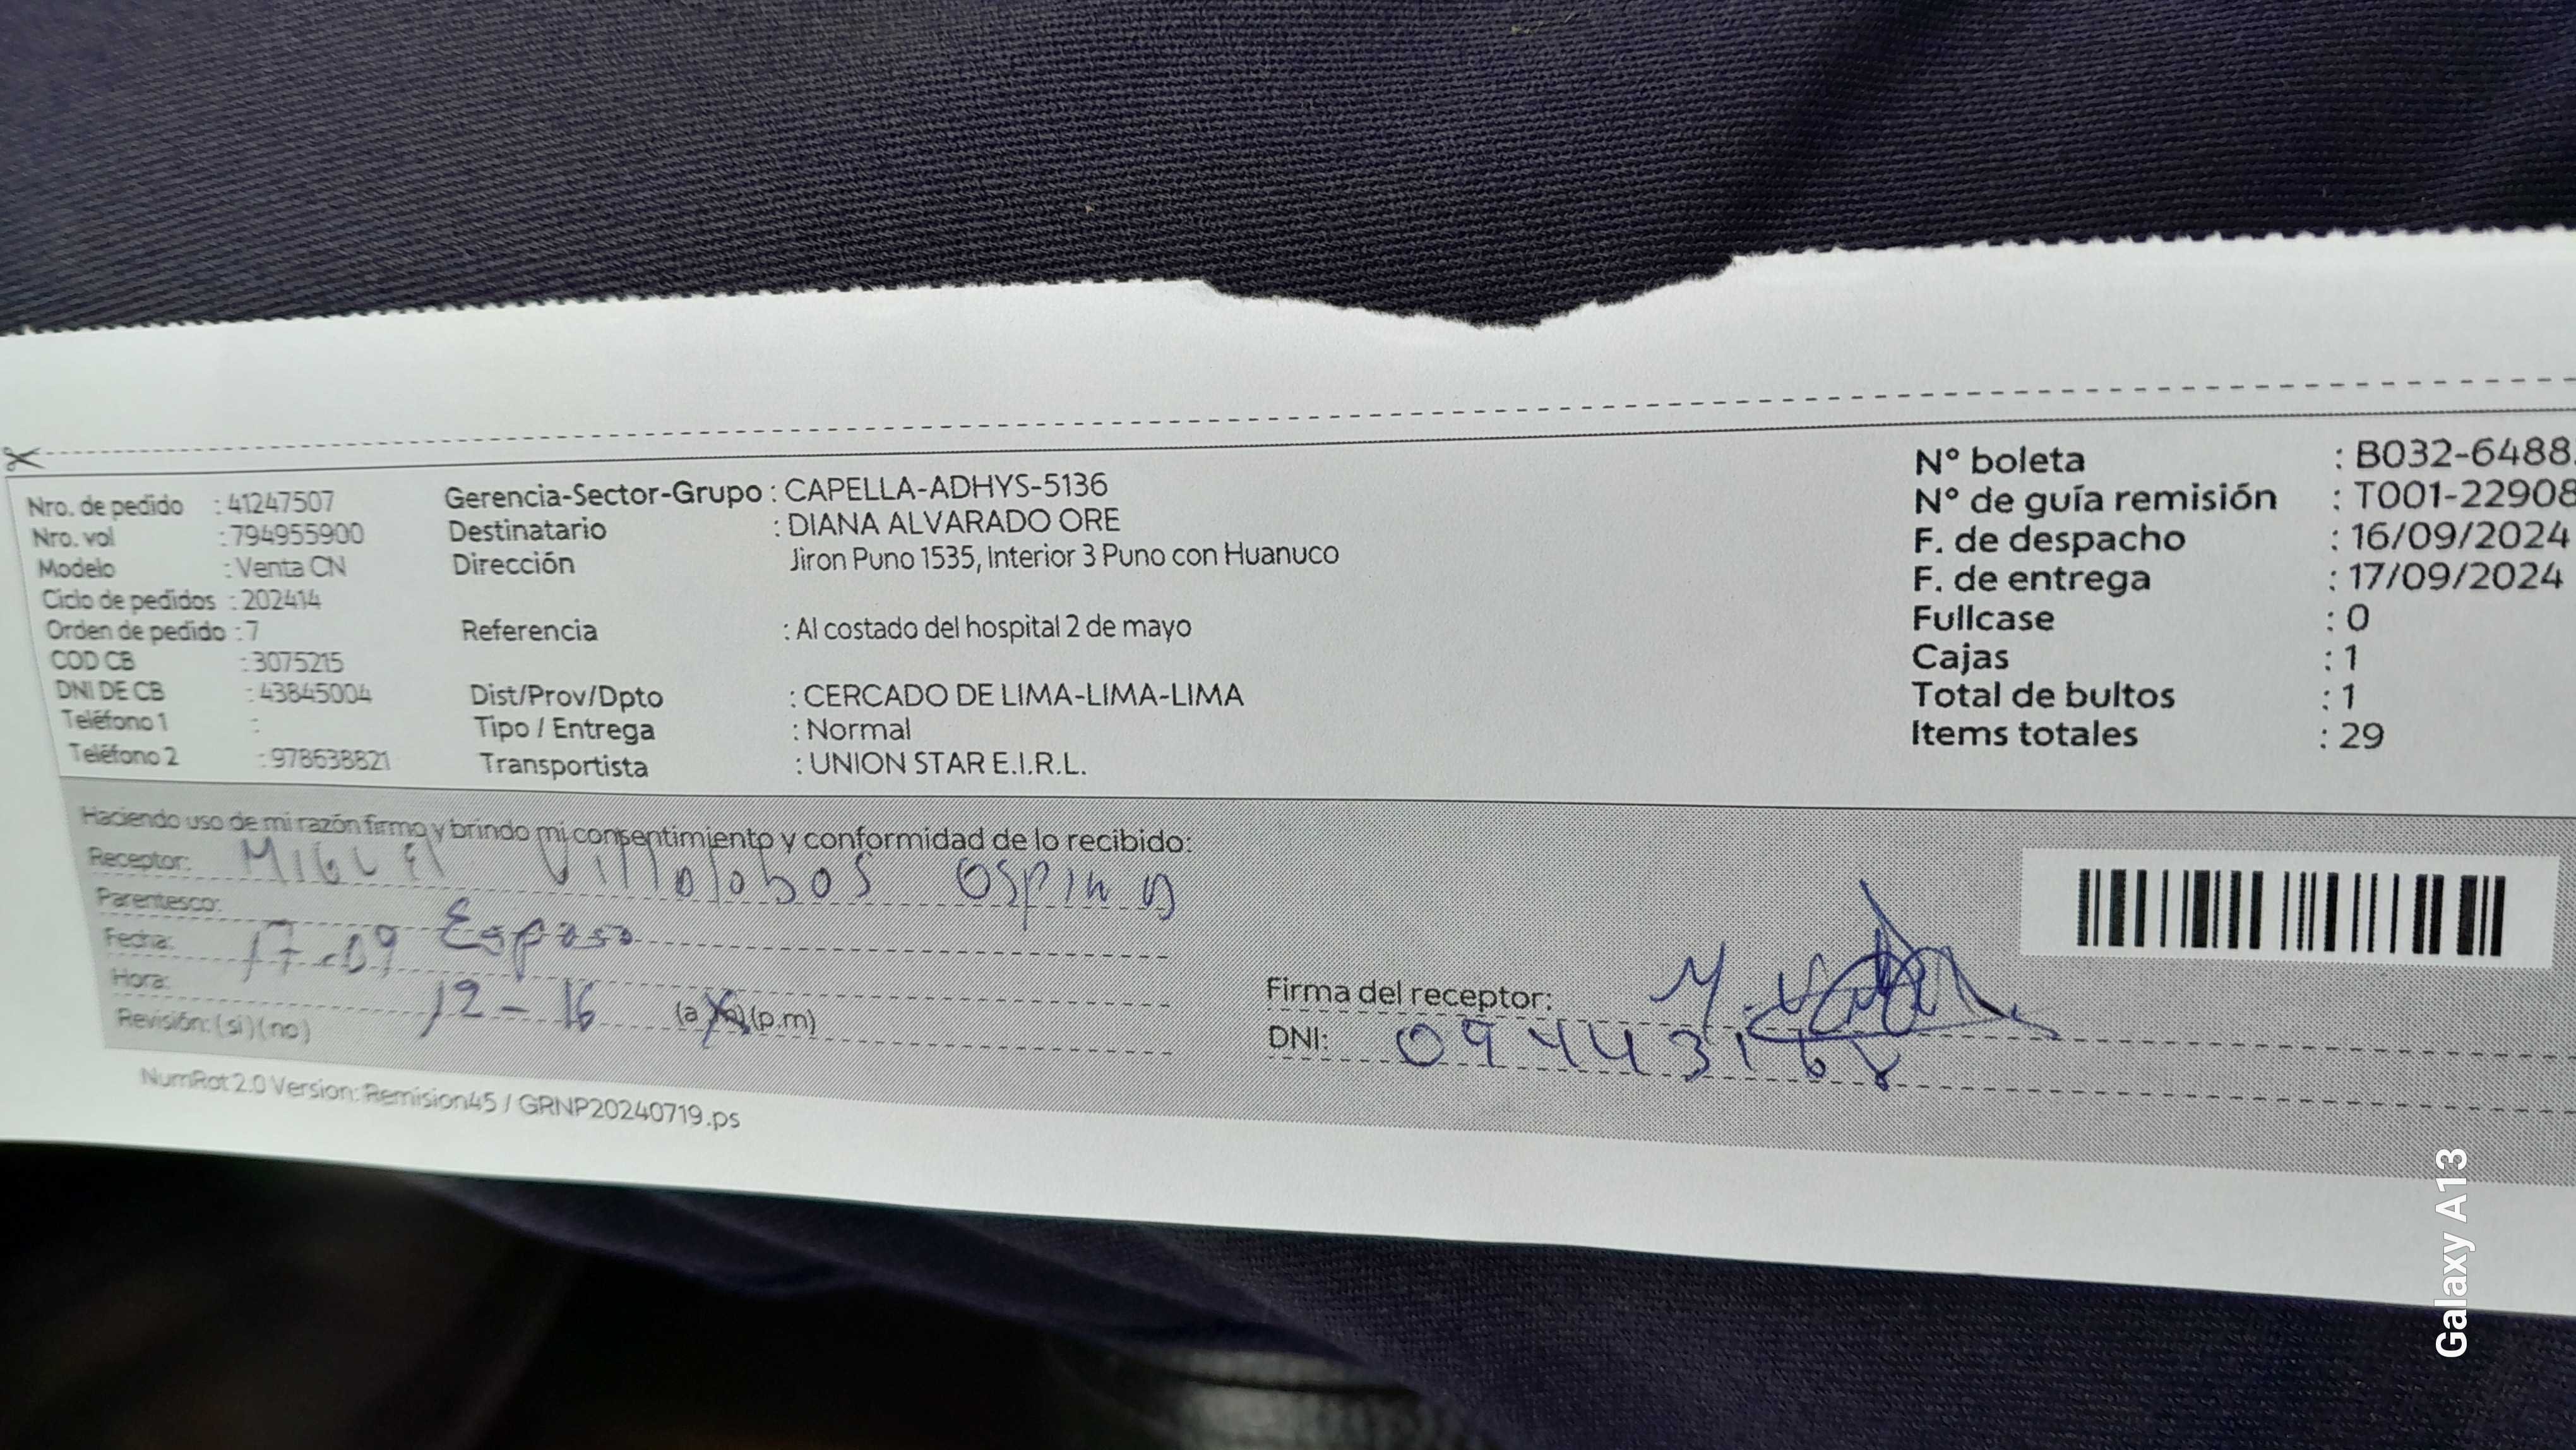 Nro. de pedido : 41247507
Nro. vol : 794955900
Modelo : Venta CN
Ciclo de pedidos : 202414
Orden de pedido : 7
COD CB : 3075215
DNI DE CB : 43845004
Teléfono 1 :
Teléfono 2 : 978638821
Gerencia-Sector-Grupo : CAPELLA-ADHYS-5136
Destinatario : DIANA ALVARADO ORE
Dirección Jiron Puno 1535, Interior 3 Puno con Huanuco
Referencia : Al costado del hospital 2 de mayo
Dist/Prov/Dpto : CERCADO DE LIMA-LIMA-LIMA
Tipo / Entrega : Normal
Transportista : UNION STAR E.I.R.L.
N° boleta : B032-6488
N° de guía remisión : T001-22908
F. de despacho : 16/09/2024
F. de entrega : 17/09/2024
Fullcase : 0
Cajas : 1
Total de bultos : 1
Items totales : 29
Haciendo uso de mi razón firmo y brindo mi consentimiento y conformidad de lo recibido:
Receptor: MIGUEL Villalobos OSPINA
Parentesco: Esposo
Fecha: 17-09
Hora: 12-16 (a.m) (p.m)
Revisión: (si) (no)
Firma del receptor:
DNI: 09443168
NumRot 2.0 Version: Remision45 / GRNP20240719.ps
Galaxy A13